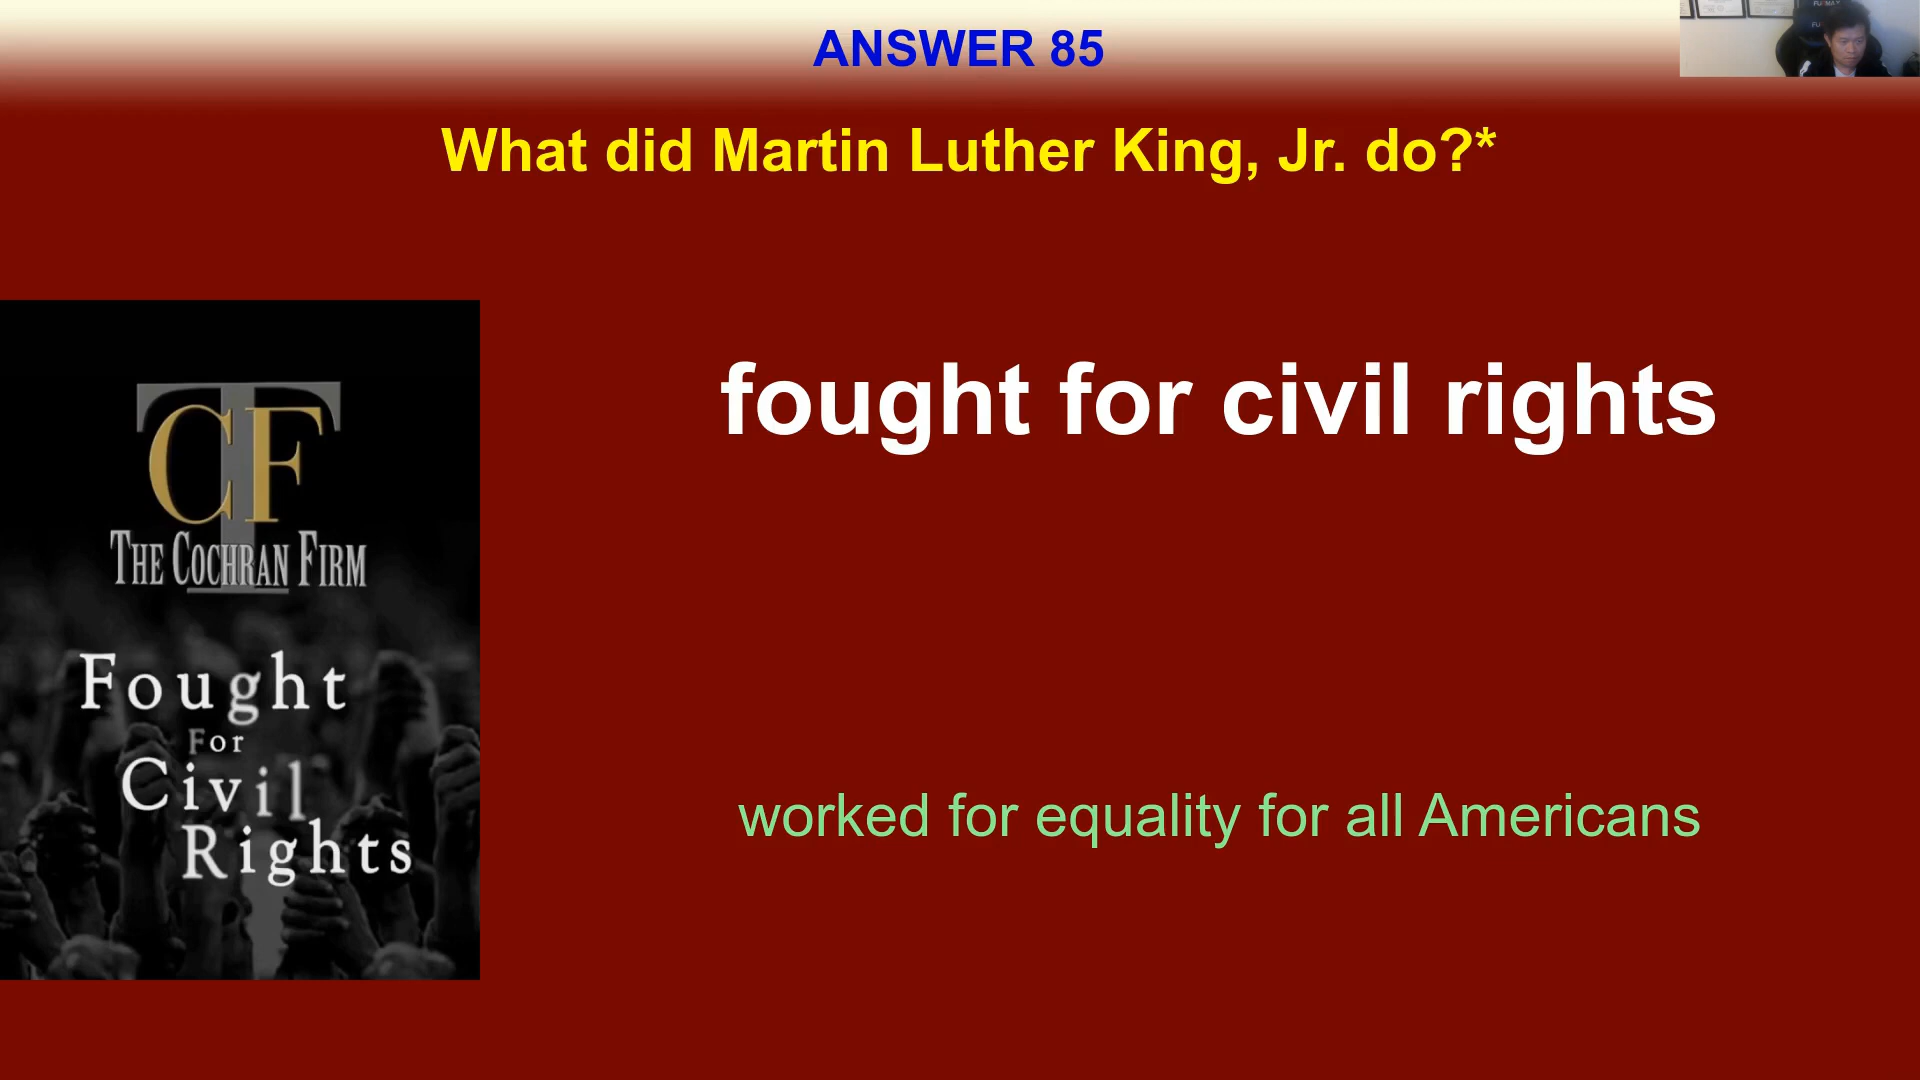 ANSWER 85
What did Martin Luther King, Jr. do?*
fought for civil rights
CF
THE COCHRAN FIRM
Fought
For
Civil
Rights
worked for equality for all Americans